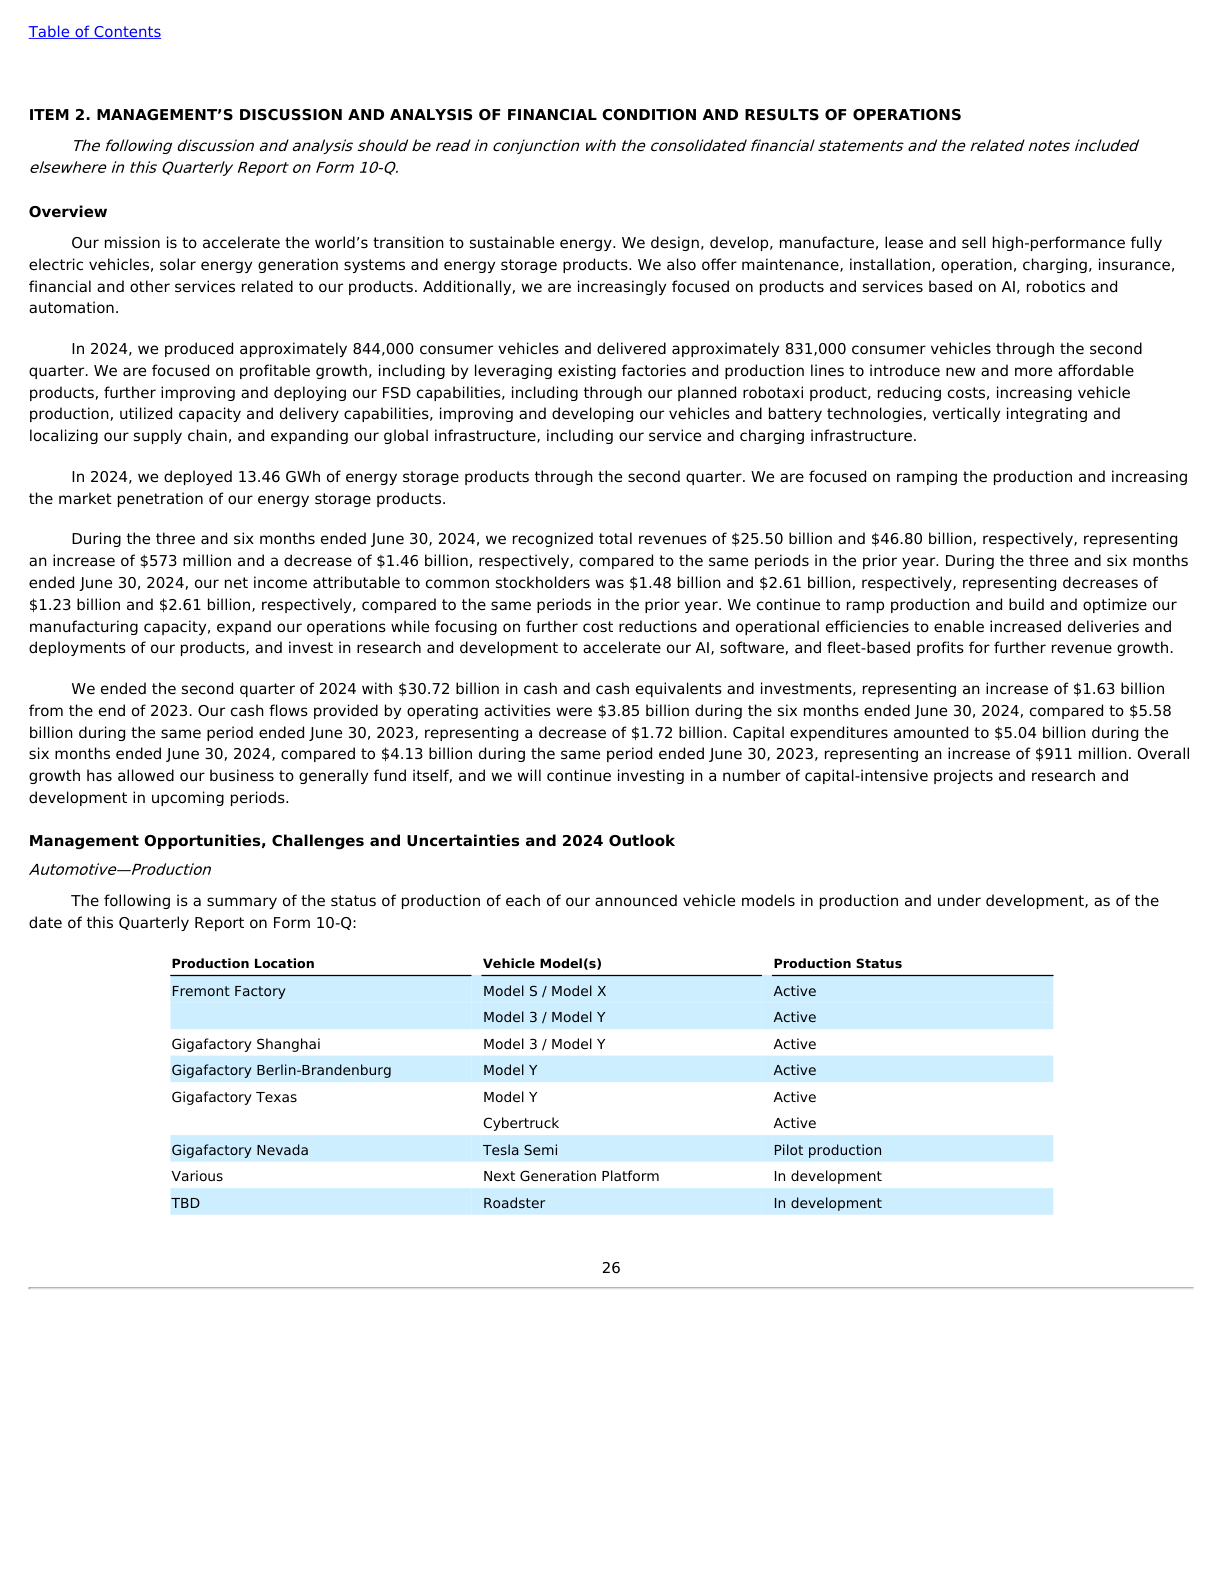 Table of Contents
ITEM 2. MANAGEMENT’S DISCUSSION AND ANALYSIS OF FINANCIAL CONDITION AND RESULTS OF OPERATIONS
The following discussion and analysis should be read in conjunction with the consolidated financial statements and the related notes included
elsewhere in this Quarterly Report on Form 10-Q.
Overview
Our mission is to accelerate the world’s transition to sustainable energy. We design, develop, manufacture, lease and sell high-performance fully
electric vehicles, solar energy generation systems and energy storage products. We also offer maintenance, installation, operation, charging, insurance,
financial and other services related to our products. Additionally, we are increasingly focused on products and services based on AI, robotics and
automation.
In 2024, we produced approximately 844,000 consumer vehicles and delivered approximately 831,000 consumer vehicles through the second
quarter. We are focused on profitable growth, including by leveraging existing factories and production lines to introduce new and more affordable
products, further improving and deploying our FSD capabilities, including through our planned robotaxi product, reducing costs, increasing vehicle
production, utilized capacity and delivery capabilities, improving and developing our vehicles and battery technologies, vertically integrating and
localizing our supply chain, and expanding our global infrastructure, including our service and charging infrastructure.
In 2024, we deployed 13.46 GWh of energy storage products through the second quarter. We are focused on ramping the production and increasing
the market penetration of our energy storage products.
During the three and six months ended June 30, 2024, we recognized total revenues of $25.50 billion and $46.80 billion, respectively, representing
an increase of $573 million and a decrease of $1.46 billion, respectively, compared to the same periods in the prior year. During the three and six months
ended June 30, 2024, our net income attributable to common stockholders was $1.48 billion and $2.61 billion, respectively, representing decreases of
$1.23 billion and $2.61 billion, respectively, compared to the same periods in the prior year. We continue to ramp production and build and optimize our
manufacturing capacity, expand our operations while focusing on further cost reductions and operational efficiencies to enable increased deliveries and
deployments of our products, and invest in research and development to accelerate our AI, software, and fleet-based profits for further revenue growth.
We ended the second quarter of 2024 with $30.72 billion in cash and cash equivalents and investments, representing an increase of $1.63 billion
from the end of 2023. Our cash flows provided by operating activities were $3.85 billion during the six months ended June 30, 2024, compared to $5.58
billion during the same period ended June 30, 2023, representing a decrease of $1.72 billion. Capital expenditures amounted to $5.04 billion during the
six months ended June 30, 2024, compared to $4.13 billion during the same period ended June 30, 2023, representing an increase of $911 million. Overall
growth has allowed our business to generally fund itself, and we will continue investing in a number of capital-intensive projects and research and
development in upcoming periods.
Management Opportunities, Challenges and Uncertainties and 2024 Outlook
Automotive—Production
The following is a summary of the status of production of each of our announced vehicle models in production and under development, as of the
date of this Quarterly Report on Form 10-Q:
Production Location Vehicle Model(s) Production Status
Fremont Factory Model S / Model X Active
Model 3 / Model Y Active
Gigafactory Shanghai Model 3 / Model Y Active
Gigafactory Berlin-Brandenburg Model Y Active
Gigafactory Texas Model Y Active
Cybertruck Active
Gigafactory Nevada Tesla Semi Pilot production
Various Next Generation Platform In development
TBD Roadster In development
26